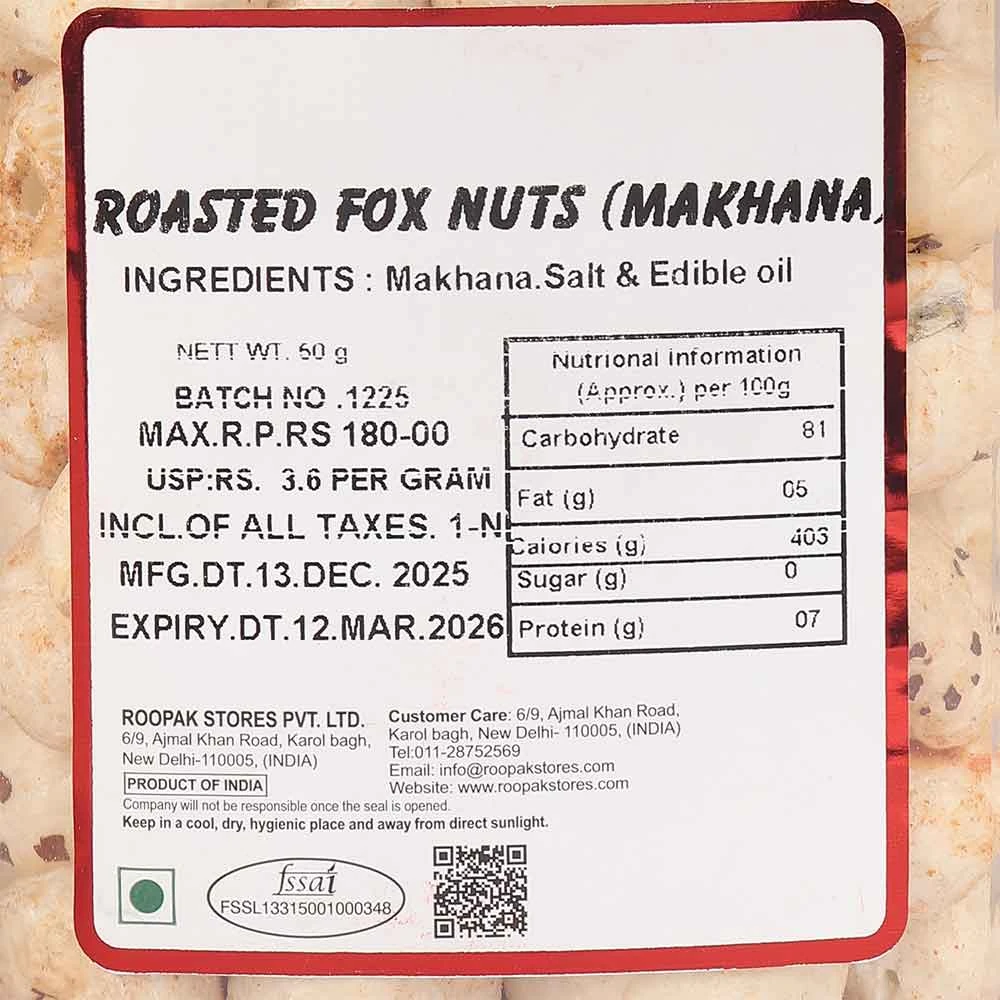 ROASTED FOX NUTS (MAKHANA)
INGREDIENTS : Makhana.Salt & Edible oil
NETT WT. 50 g
BATCH NO .1225
MAX.R.P.RS 180-00
USP:RS. 3.6 PER GRAM
INCL.OF ALL TAXES. 1-N
MFG.DT.13.DEC. 2025
EXPIRY.DT.12.MAR.2026
Nutrional information
(Approx.) per 100g
Carbohydrate 81
Fat (g) 05
Calories (g) 403
Sugar (g) 0
Protein (g) 07
ROOPAK STORES PVT. LTD.
6/9, Ajmal Khan Road, Karol bagh,
New Delhi-110005, (INDIA)
PRODUCT OF INDIA
Customer Care: 6/9, Ajmal Khan Road,
Karol bagh, New Delhi- 110005, (INDIA)
Tel:011-28752569
Email: info@roopakstores.com
Website: www.roopakstores.com
Company will not be responsible once the seal is opened.
Keep in a cool, dry, hygienic place and away from direct sunlight.
fssai
FSSL13315001000348